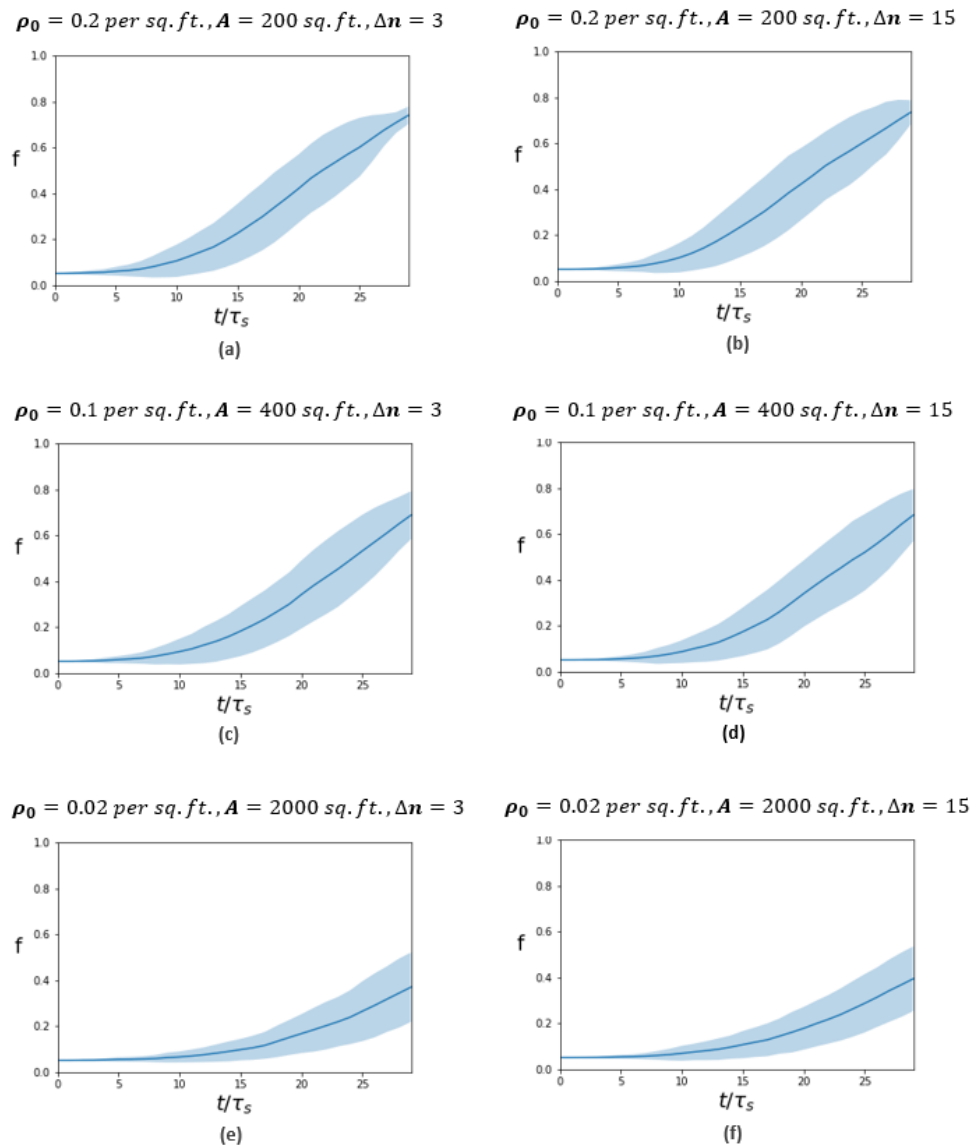 ρ₀ = 0.2 per sq. ft., A = 200 sq. ft., Δn = 3
1.0
0.8
f
0.6
0.4
0.2
0.0
0 5 10 15 20 25
t/τₛ
(a)
ρ₀ = 0.2 per sq. ft., A = 200 sq. ft., Δn = 15
1.0
0.8
f
0.6
0.4
0.2
0.0
0 5 10 15 20 25
t/τₛ
(b)
ρ₀ = 0.1 per sq. ft., A = 400 sq. ft., Δn = 3
1.0
0.8
0.6
f
0.4
0.2
0.0
0 5 10 15 20 25
t/τₛ
(c)
ρ₀ = 0.1 per sq. ft., A = 400 sq. ft., Δn = 15
1.0
0.8
0.6
f
0.4
0.2
0.0
0 5 10 15 20 25
t/τₛ
(d)
ρ₀ = 0.02 per sq. ft., A = 2000 sq. ft., Δn = 3
1.0
0.8
0.6
f
0.4
0.2
0.0
0 5 10 15 20 25
t/τₛ
(e)
ρ₀ = 0.02 per sq. ft., A = 2000 sq. ft., Δn = 15
1.0
0.8
0.6
f
0.4
0.2
0.0
0 5 10 15 20 25
t/τₛ
(f)